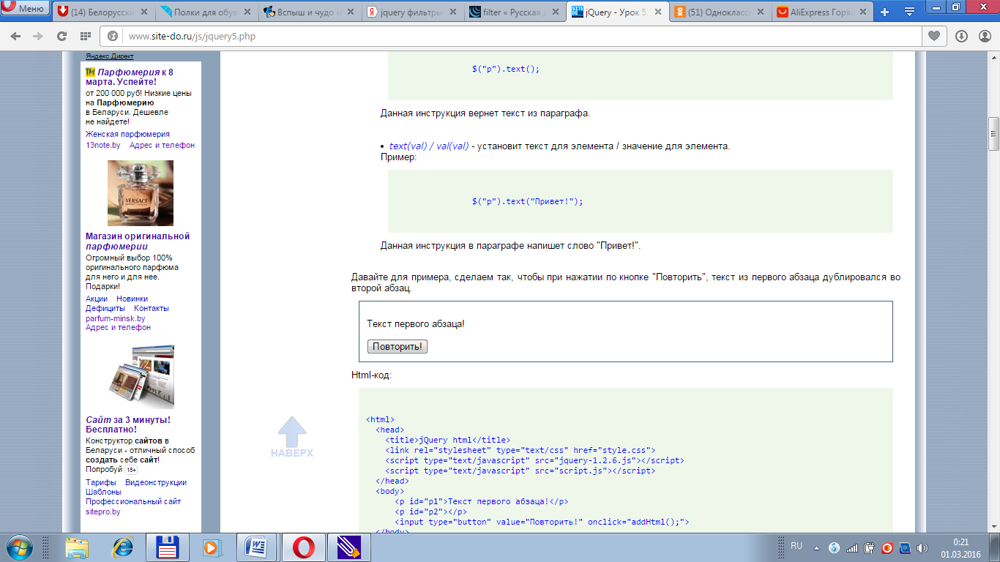 Меню
(14) Белорусски
Полки для обув
Вспыш и чудо м
jquery фильтры
filter « Русская д
jQuery - Урок 5.
(51) Одноклассн
AliExpress Горя
www.site-do.ru/js/jquery5.php
Яндекс.Директ
Парфюмерия к 8
марта. Успейте!
от 200 000 руб! Низкие цены
на Парфюмерию
в Беларуси. Дешевле
не найдете!
Женская парфюмерия
13note.by Адрес и телефон
VERSACE
Магазин оригинальной
парфюмерии
Огромный выбор 100%
оригинального парфюма
для него и для нее.
Подарки!
Акции Новинки
Дефициты Контакты
parfum-minsk.by
Адрес и телефон
Сайт за 3 минуты!
Бесплатно!
Конструктор сайтов в
Беларуси - отличный способ
создать себе сайт!
Попробуй 18+
Тарифы Видеонструкции
Шаблоны
Профессиональный сайт
sitepro.by
НАВЕРХ
$("p").text();
Данная инструкция вернет текст из параграфа.
• text(val) / val(val) - установит текст для элемента / значение для элемента.
Пример:
$("p").text("Привет!");
Данная инструкция в параграфе напишет слово "Привет!".
Давайте для примера, сделаем так, чтобы при нажатии по кнопке "Повторить", текст из первого абзаца дублировался во
второй абзац.
Текст первого абзаца!
Повторить!
Html-код:
<html>
<head>
<title>jQuery html</title>
<link rel="stylesheet" type="text/css" href="style.css">
<script type="text/javascript" src="jquery-1.2.6.js"></script>
<script type="text/javascript" src="script.js"></script>
</head>
<body>
<p id="p1">Текст первого абзаца!</p>
<p id="p2"></p>
<input type="button" value="Повторить!" onclick="addHtml();">
</body>
RU
0:21
01.03.2016